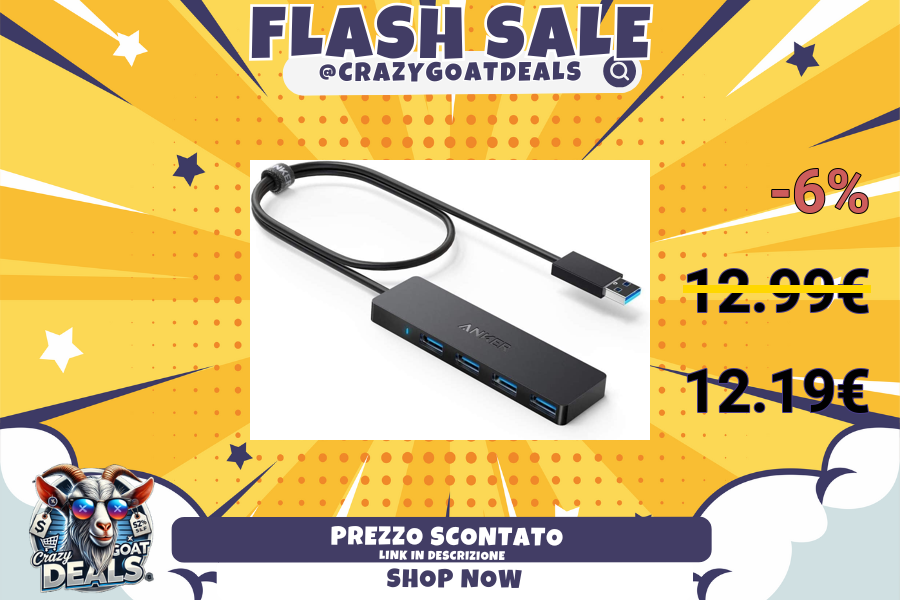 FLASH SALE
@CRAZYGOATDEALS
-6%
12.99€
12.19€
ANKER
$
52%
Crazy
GOAT
DEALS
PREZZO SCONTATO
LINK IN DESCRIZIONE
SHOP NOW